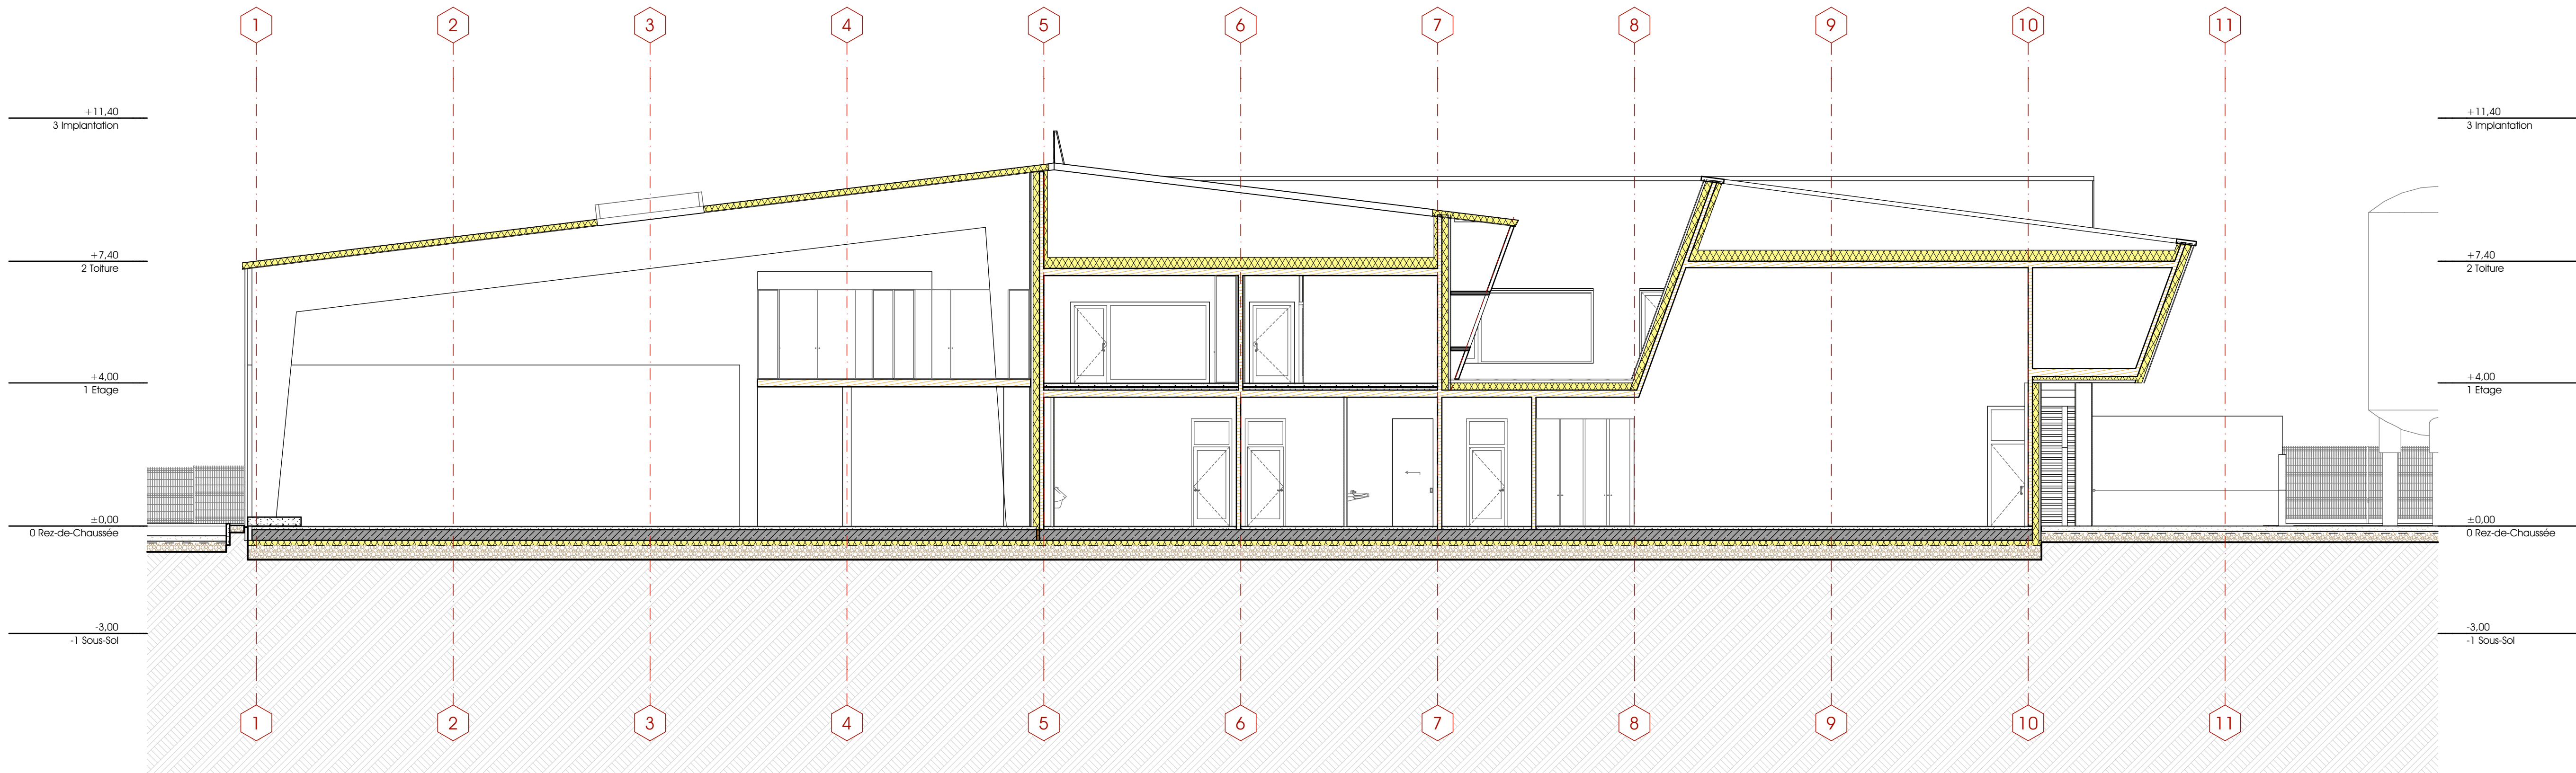 1 2 3 4 5 6 7 8 9 10 11
+11,40 +11,40
3 Implantation 3 Implantation
+7,40 +7,40
2 Toiture 2 Toiture
+4,00 +4,00
1 Etage 1 Etage
±0,00 ±0,00
0 Rez-de-Chaussée 0 Rez-de-Chaussée
-3,00 -3,00
-1 Sous-Sol -1 Sous-Sol
1 2 3 4 5 6 7 8 9 10 11